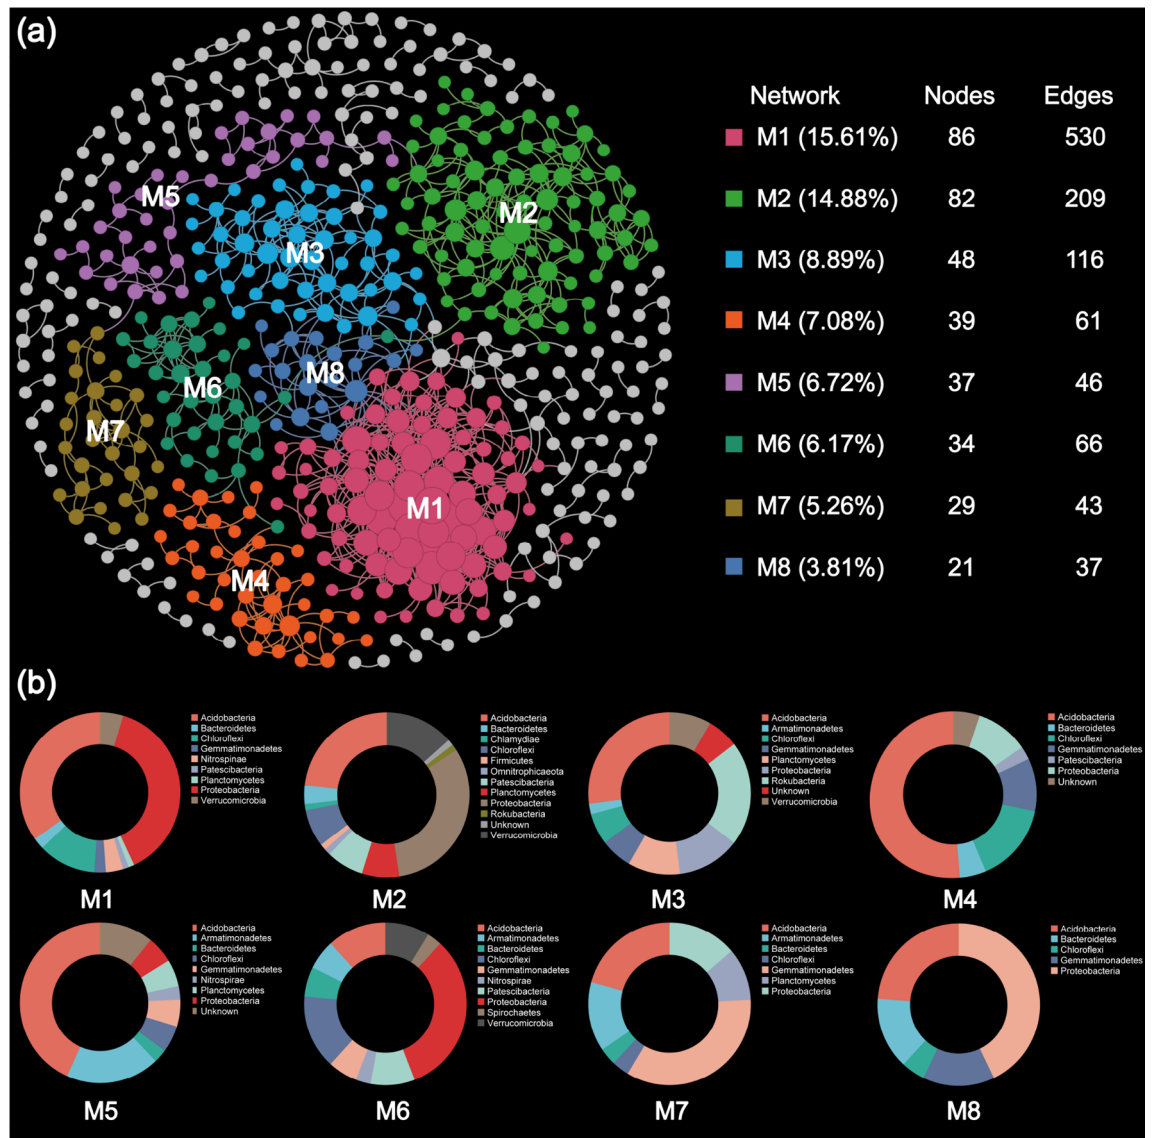 (a)
Network Nodes Edges
M1 (15.61%) 86 530
M2 (14.88%) 82 209
M3 (8.89%) 48 116
M4 (7.08%) 39 61
M5 (6.72%) 37 46
M6 (6.17%) 34 66
M7 (5.26%) 29 43
M8 (3.81%) 21 37
M5
M2
M3
M8
M6
M7
M1
M4
(b)
Acidobacteria
Bacteroidetes
Chloroflexi
Gemmatimonadetes
Nitrospinae
Patescibacteria
Planctomycetes
Proteobacteria
Verrucomicrobia
M1
Acidobacteria
Bacteroidetes
Chlamydiae
Chloroflexi
Firmicutes
Omnitrophicaeota
Patescibacteria
Planctomycetes
Proteobacteria
Rokubacteria
Unknown
Verrucomicrobia
M2
Acidobacteria
Armatimonadetes
Chloroflexi
Gemmatimonadetes
Planctomycetes
Proteobacteria
Rokubacteria
Unknown
Verrucomicrobia
M3
Acidobacteria
Bacteroidetes
Chloroflexi
Gemmatimonadetes
Patescibacteria
Proteobacteria
Unknown
M4
Acidobacteria
Armatimonadetes
Bacteroidetes
Chloroflexi
Gemmatimonadetes
Nitrospirae
Planctomycetes
Proteobacteria
Unknown
M5
Acidobacteria
Armatimonadetes
Bacteroidetes
Chloroflexi
Gemmatimonadetes
Nitrospirae
Patescibacteria
Proteobacteria
Spirochaetes
Verrucomicrobia
M6
Acidobacteria
Armatimonadetes
Bacteroidetes
Chloroflexi
Gemmatimonadetes
Planctomycetes
Proteobacteria
M7
Acidobacteria
Bacteroidetes
Chloroflexi
Gemmatimonadetes
Proteobacteria
M8